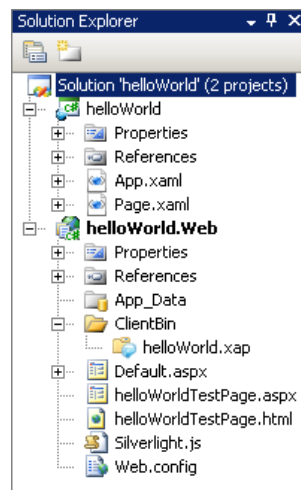 Solution Explorer
Solution 'helloWorld' (2 projects)
helloWorld
Properties
References
App.xaml
Page.xaml
helloWorld.Web
Properties
References
App_Data
ClientBin
helloWorld.xap
Default.aspx
helloWorldTestPage.aspx
helloWorldTestPage.html
Silverlight.js
Web.config